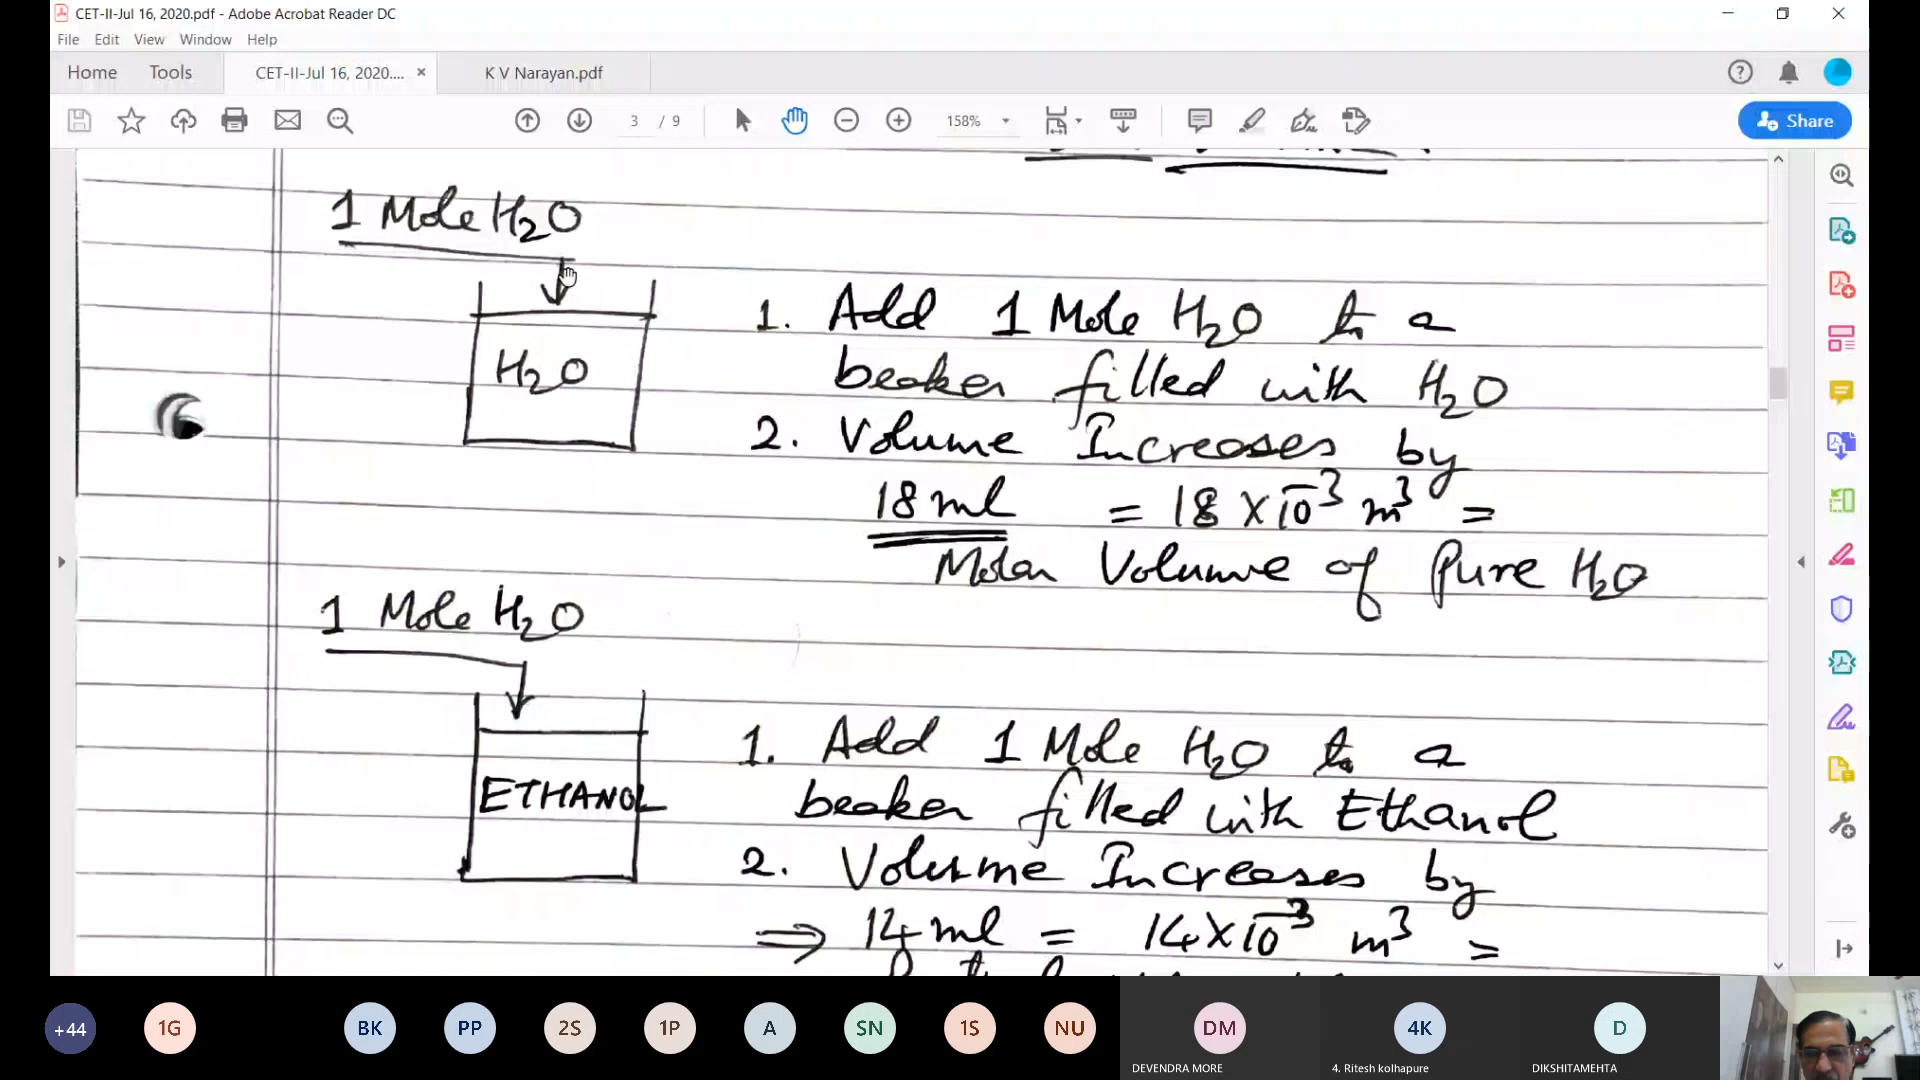 CET-II-Jul 16, 2020.pdf - Adobe Acrobat Reader DC
File Edit View Window Help
Home Tools CET-II-Jul 16, 2020.... × K V Narayan.pdf
3 / 9 158% Share
1 Mole H₂O
H₂O
1. Add 1 Mole H₂O to a
beaker filled with H₂O
2. Volume Increases by
18 ml = 18 × 10⁻³ m³ =
Molar Volume of Pure H₂O
1 Mole H₂O
ETHANOL
1. Add 1 Mole H₂O to a
beaker filled with Ethanol
2. Volume Increases by
⇒ 14 ml = 14 × 10⁻³ m³ =
+44 1G BK PP 2S 1P A SN 1S NU DM 4K D
DEVENDRA MORE 4. Ritesh kolhapure DIKSHITAMEHTA